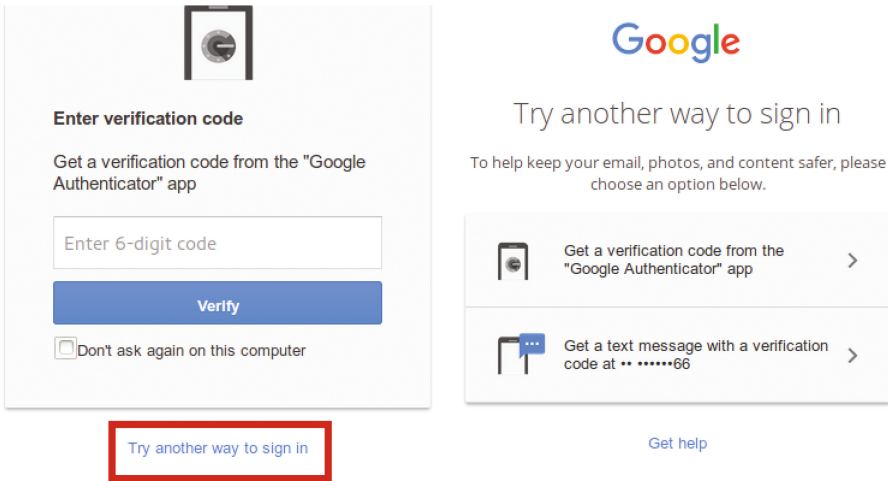 Enter verification code
Get a verification code from the "Google
Authenticator" app
Enter 6-digit code
Verify
Don't ask again on this computer
Try another way to sign in
Google
Try another way to sign in
To help keep your email, photos, and content safer, please
choose an option below.
Get a verification code from the
"Google Authenticator" app
Get a text message with a verification
code at •• ••••••66
Get help